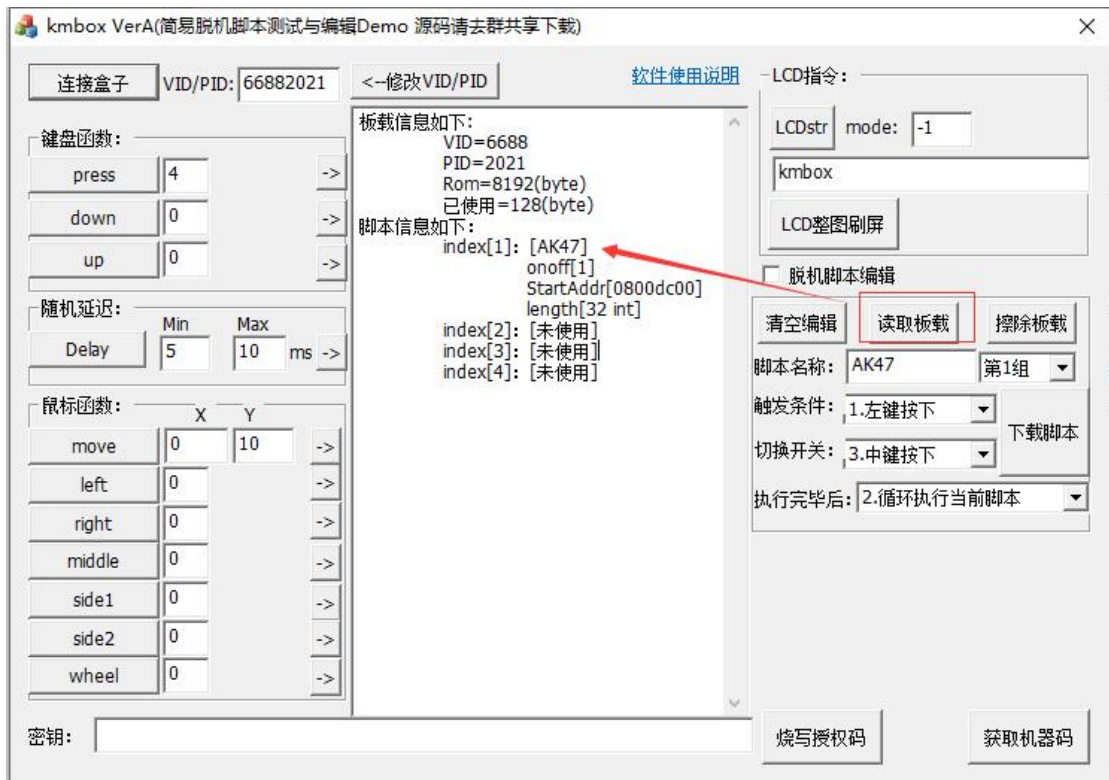 kmbox VerA(简易脱机脚本测试与编辑Demo 源码请去群共享下载)
连接盒子 VID/PID: 66882021 <--修改VID/PID 软件使用说明
键盘函数:
press 4 ->
down 0 ->
up 0 ->
随机延迟:
Min Max
Delay 5 10 ms ->
鼠标函数: X Y
move 0 10 ->
left 0 ->
right 0 ->
middle 0 ->
side1 0 ->
side2 0 ->
wheel 0 ->
板载信息如下:
VID=6688
PID=2021
Rom=8192(byte)
已使用=128(byte)
脚本信息如下:
index[1]: [AK47]
onoff[1]
StartAddr[0800dc00]
length[32 int]
index[2]: [未使用]
index[3]: [未使用]
index[4]: [未使用]
LCD指令:
LCDstr mode: -1
kmbox
LCD整图刷屏
脱机脚本编辑
清空编辑 读取板载 擦除板载
脚本名称: AK47 第1组
触发条件: 1.左键按下
切换开关: 3.中键按下
下载脚本
执行完毕后: 2.循环执行当前脚本
密钥:
烧写授权码 获取机器码